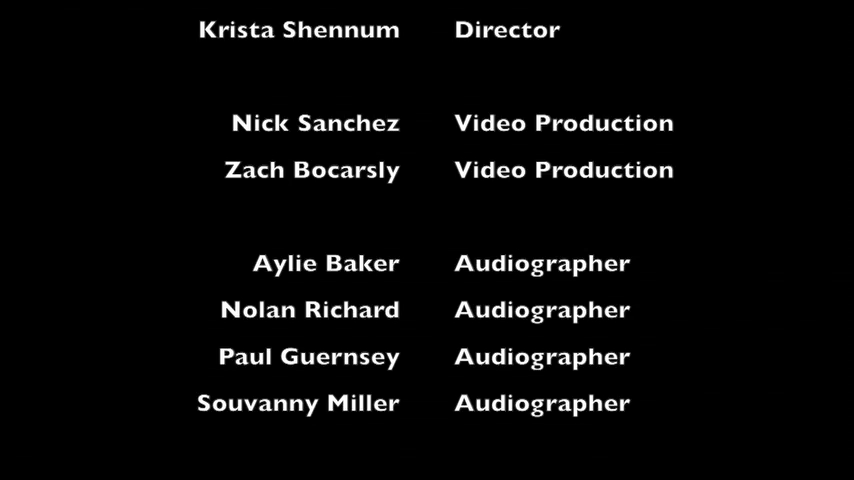 Krista Shennum Director
Nick Sanchez Video Production
Zach Bocarsly Video Production
Aylie Baker Audiographer
Nolan Richard Audiographer
Paul Guernsey Audiographer
Souvanny Miller Audiographer